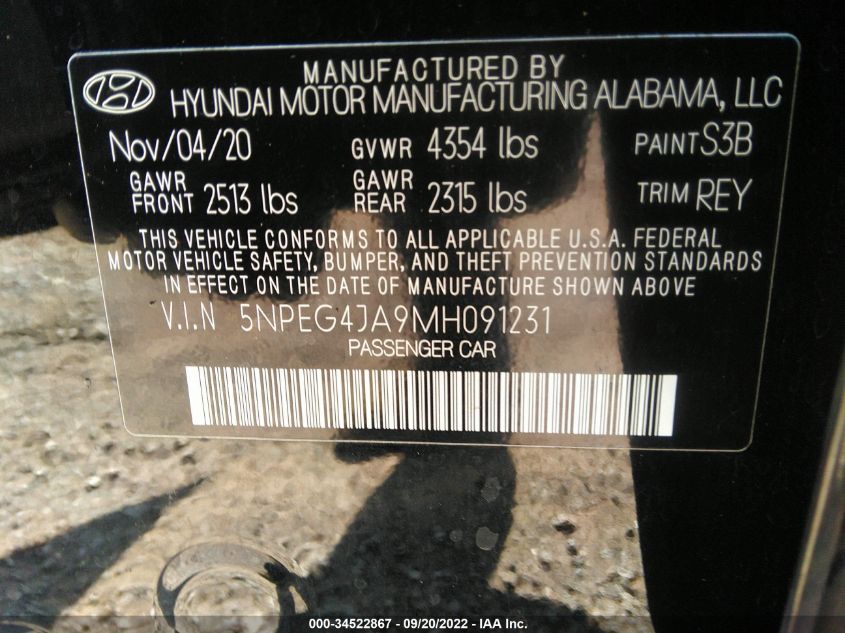 MANUFACTURED BY
HYUNDAI MOTOR MANUFACTURING ALABAMA, LLC
Nov/04/20 GVWR 4354 lbs PAINT S3B
GAWR FRONT 2513 lbs GAWR REAR 2315 lbs TRIM REY
THIS VEHICLE CONFORMS TO ALL APPLICABLE U.S.A. FEDERAL
MOTOR VEHICLE SAFETY, BUMPER, AND THEFT PREVENTION STANDARDS
IN EFFECT ON THE DATE OF MANUFACTURE SHOWN ABOVE
V.I.N 5NPEG4JA9MH091231
PASSENGER CAR
000-34522867 - 09/20/2022 - IAA Inc.